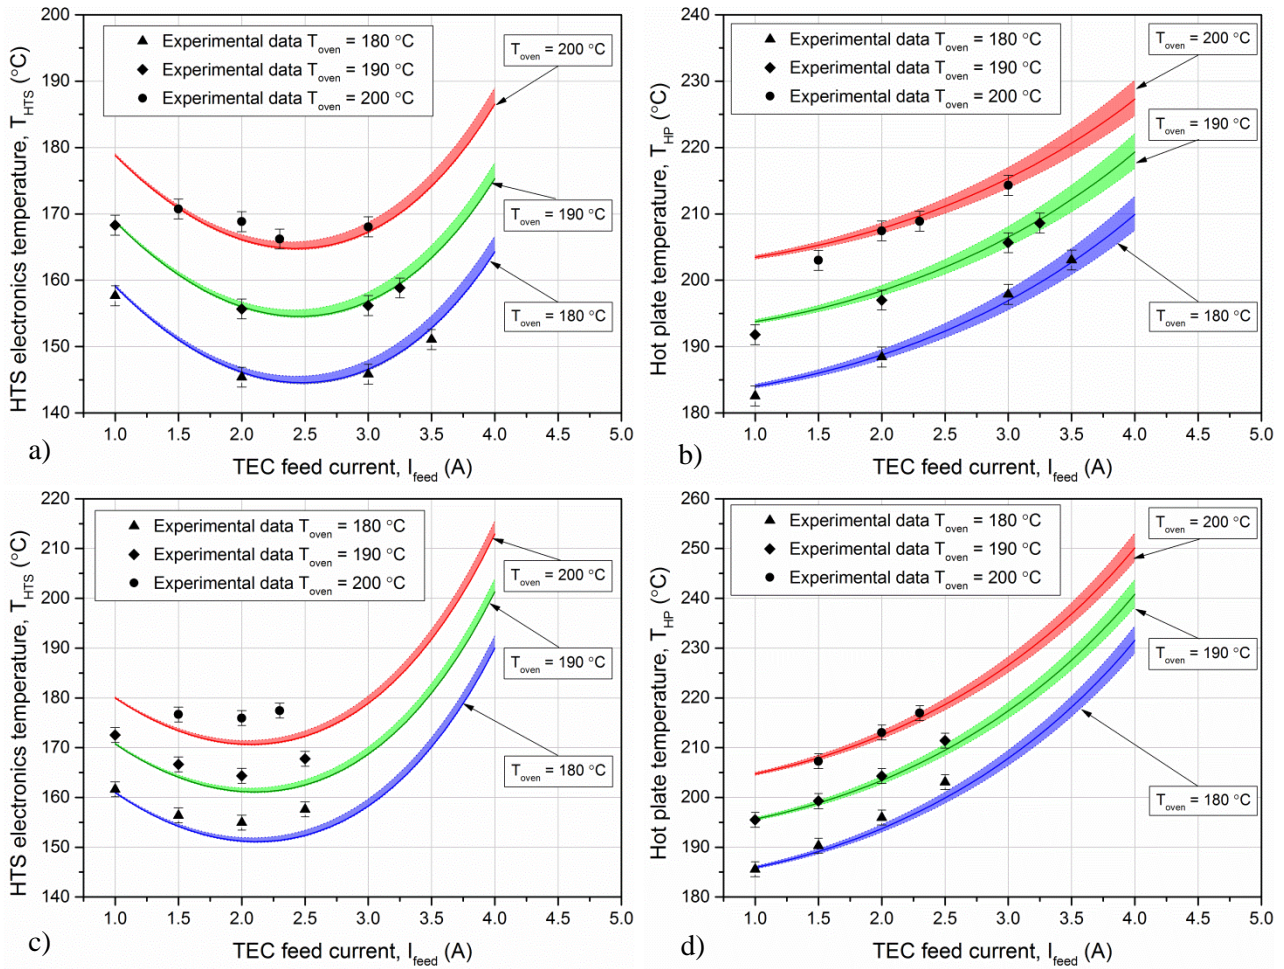 200
190
180
170
160
150
140
HTS electronics temperature, T_HTS (°C)
Experimental data T_oven = 180 °C
Experimental data T_oven = 190 °C
Experimental data T_oven = 200 °C
T_oven = 200 °C
T_oven = 190 °C
T_oven = 180 °C
1.0 1.5 2.0 2.5 3.0 3.5 4.0 4.5 5.0
TEC feed current, I_feed (A)
a)
240
230
220
210
200
190
180
Hot plate temperature, T_HP (°C)
Experimental data T_oven = 180 °C
Experimental data T_oven = 190 °C
Experimental data T_oven = 200 °C
T_oven = 200 °C
T_oven = 190 °C
T_oven = 180 °C
1.0 1.5 2.0 2.5 3.0 3.5 4.0 4.5 5.0
TEC feed current, I_feed (A)
b)
220
210
200
190
180
170
160
150
140
HTS electronics temperature, T_HTS (°C)
Experimental data T_oven = 180 °C
Experimental data T_oven = 190 °C
Experimental data T_oven = 200 °C
T_oven = 200 °C
T_oven = 190 °C
T_oven = 180 °C
1.0 1.5 2.0 2.5 3.0 3.5 4.0 4.5 5.0
TEC feed current, I_feed (A)
c)
260
250
240
230
220
210
200
190
180
Hot plate temperature, T_HP (°C)
Experimental data T_oven = 180 °C
Experimental data T_oven = 190 °C
Experimental data T_oven = 200 °C
T_oven = 200 °C
T_oven = 190 °C
T_oven = 180 °C
1.0 1.5 2.0 2.5 3.0 3.5 4.0 4.5 5.0
TEC feed current, I_feed (A)
d)